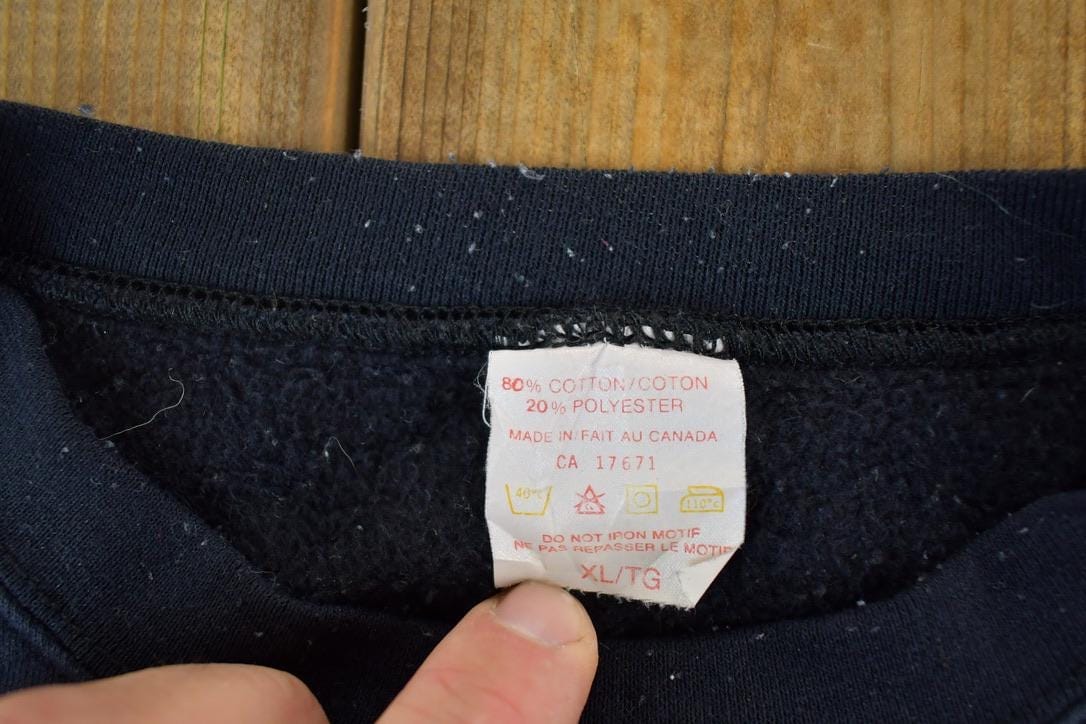 80% COTTON/COTON
20% POLYESTER
MADE IN/FAIT AU CANADA
CA 17671
40°C CL 110°C
DO NOT IRON MOTIF
NE PAS REPASSER LE MOTIF
XL/TG